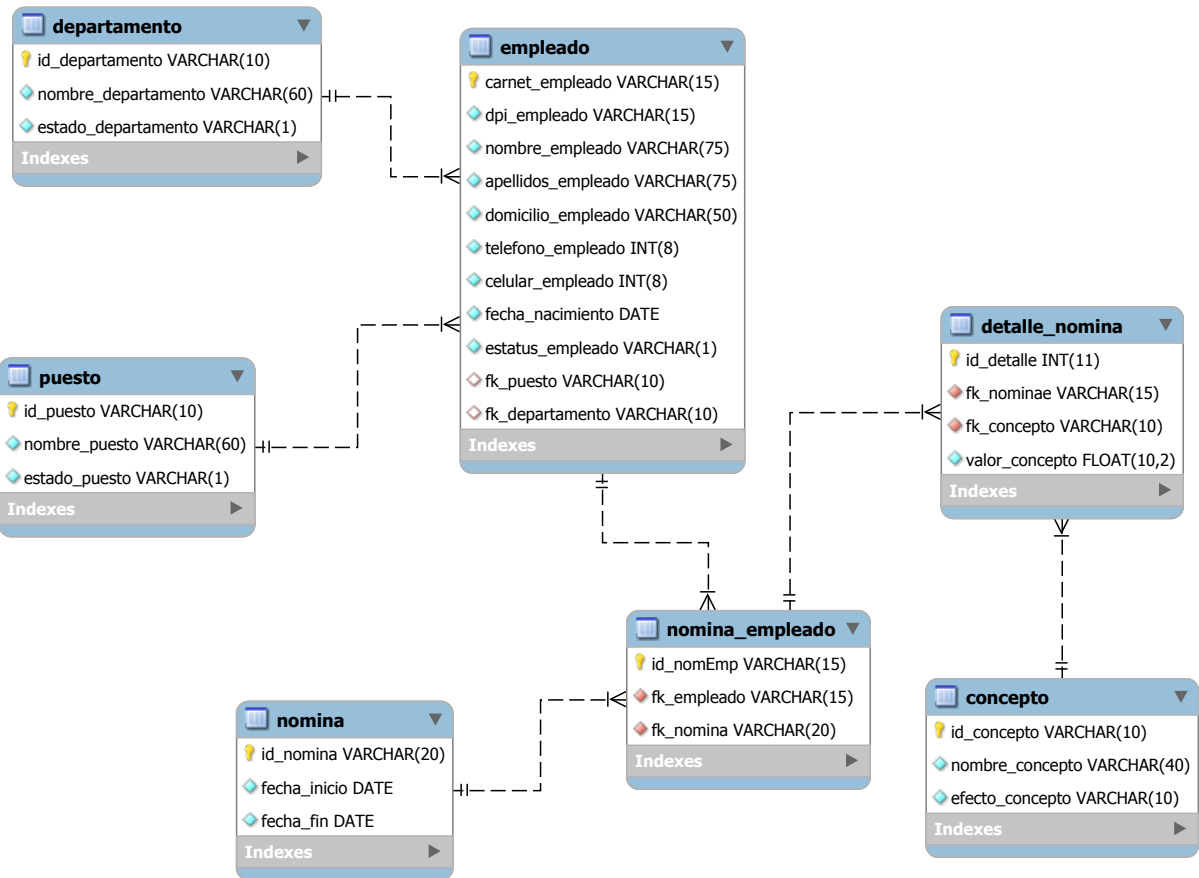 departamento
id_departamento VARCHAR(10)
nombre_departamento VARCHAR(60)
estado_departamento VARCHAR(1)
Indexes
empleado
carnet_empleado VARCHAR(15)
dpi_empleado VARCHAR(15)
nombre_empleado VARCHAR(75)
apellidos_empleado VARCHAR(75)
domicilio_empleado VARCHAR(50)
telefono_empleado INT(8)
celular_empleado INT(8)
fecha_nacimiento DATE
estatus_empleado VARCHAR(1)
fk_puesto VARCHAR(10)
fk_departamento VARCHAR(10)
Indexes
puesto
id_puesto VARCHAR(10)
nombre_puesto VARCHAR(60)
estado_puesto VARCHAR(1)
Indexes
detalle_nomina
id_detalle INT(11)
fk_nominae VARCHAR(15)
fk_concepto VARCHAR(10)
valor_concepto FLOAT(10,2)
Indexes
nomina_empleado
id_nomEmp VARCHAR(15)
fk_empleado VARCHAR(15)
fk_nomina VARCHAR(20)
Indexes
nomina
id_nomina VARCHAR(20)
fecha_inicio DATE
fecha_fin DATE
Indexes
concepto
id_concepto VARCHAR(10)
nombre_concepto VARCHAR(40)
efecto_concepto VARCHAR(10)
Indexes